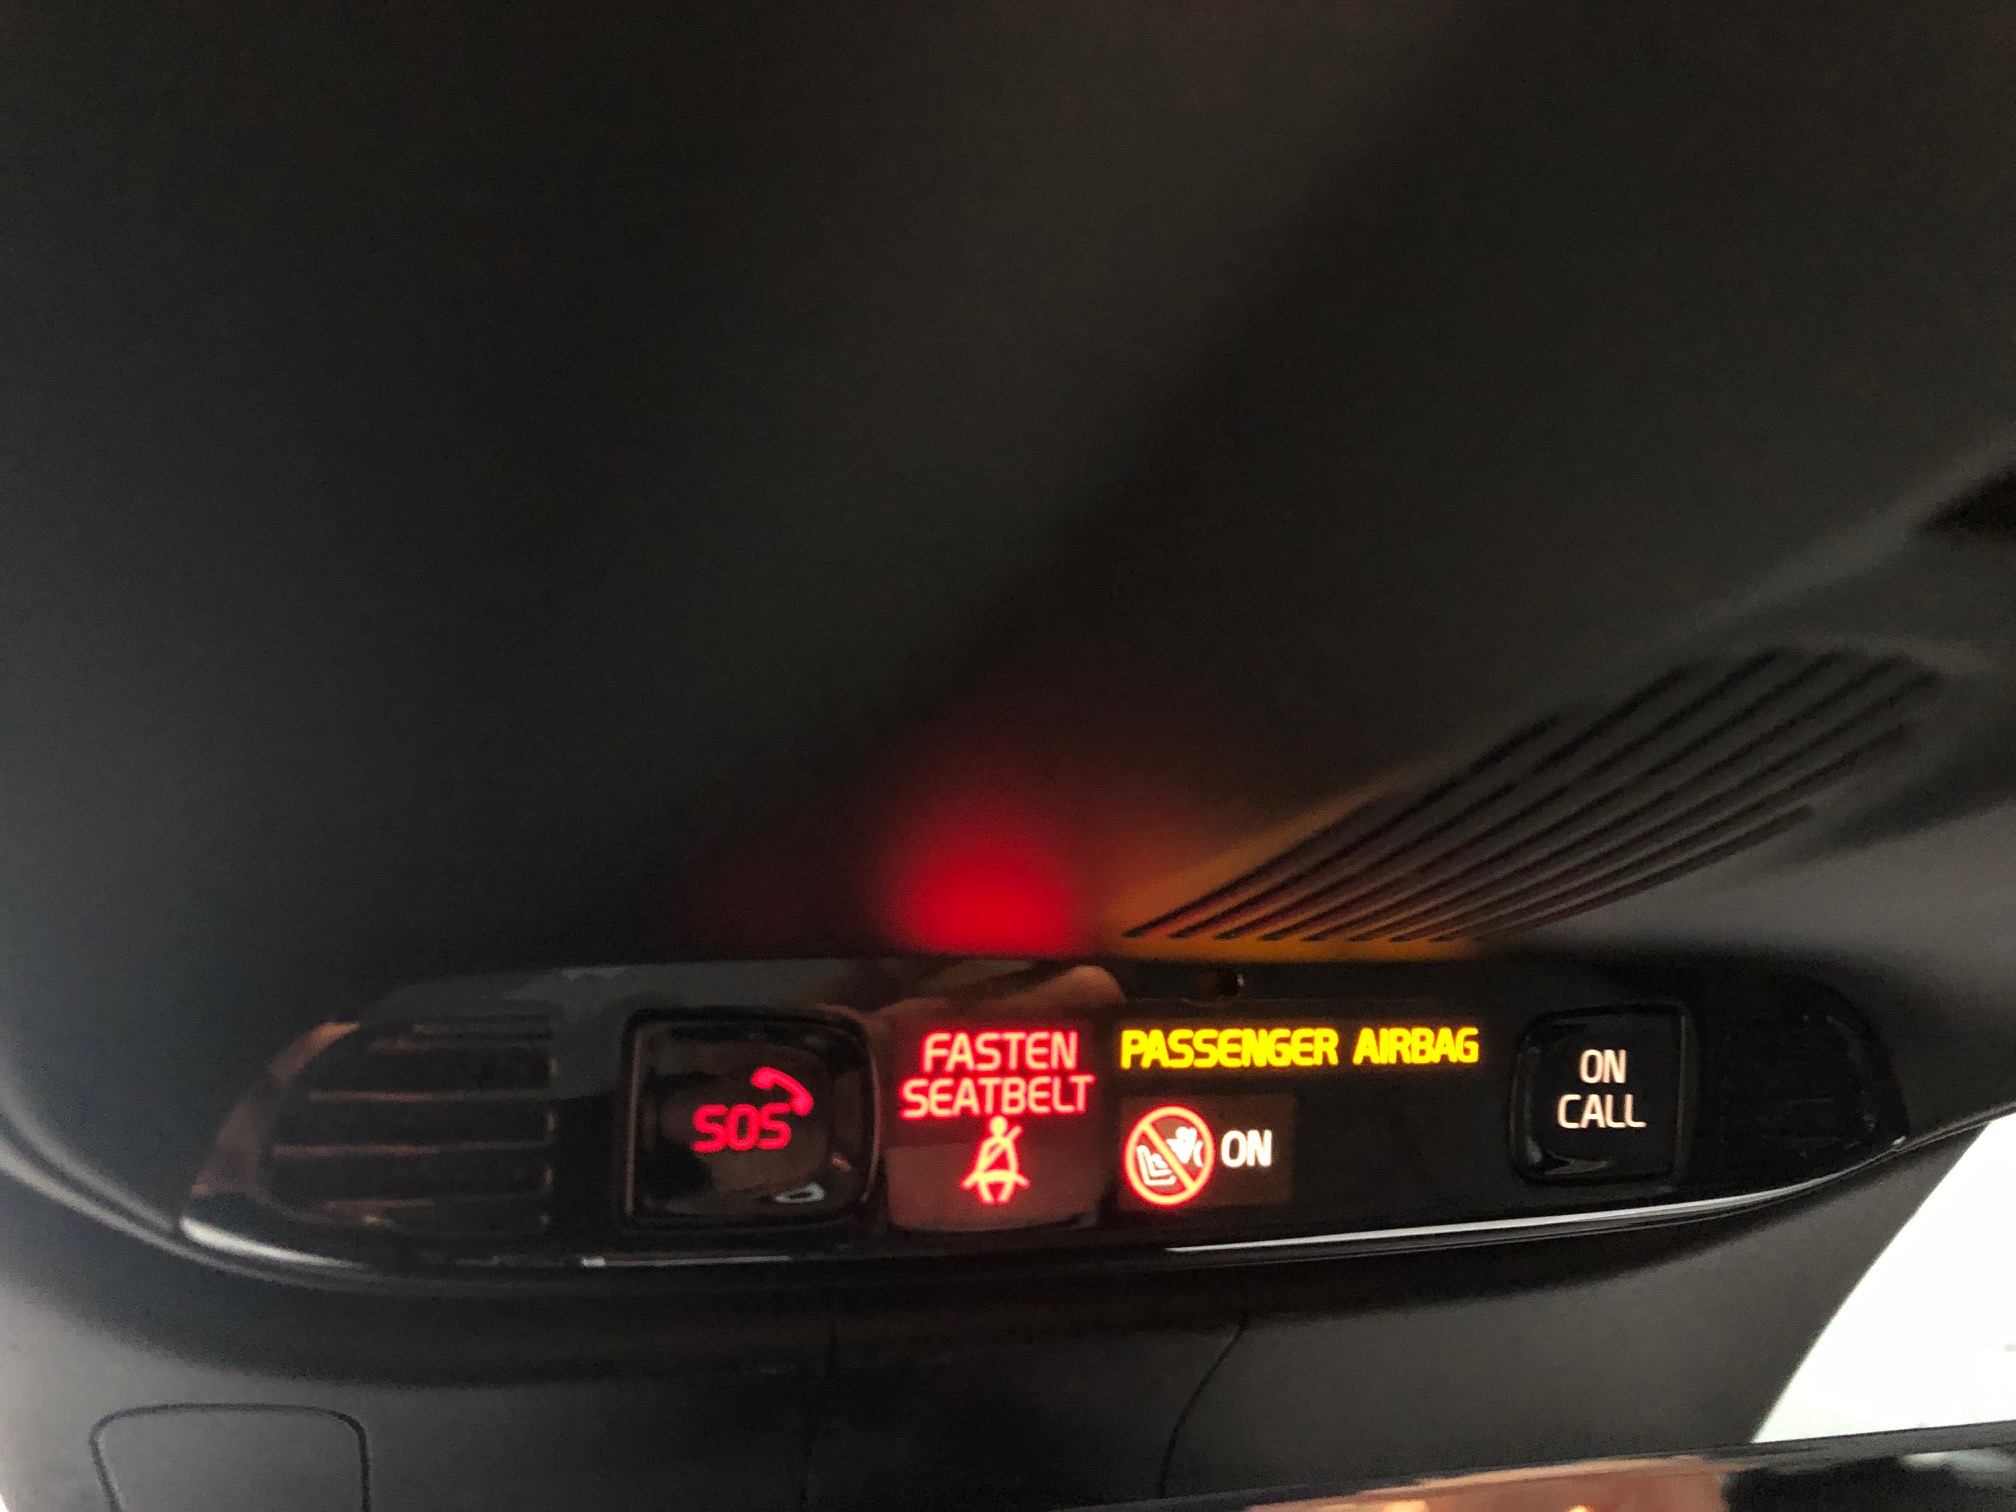 SOS
FASTEN
SEATBELT
PASSENGER AIRBAG
ON
ON
CALL